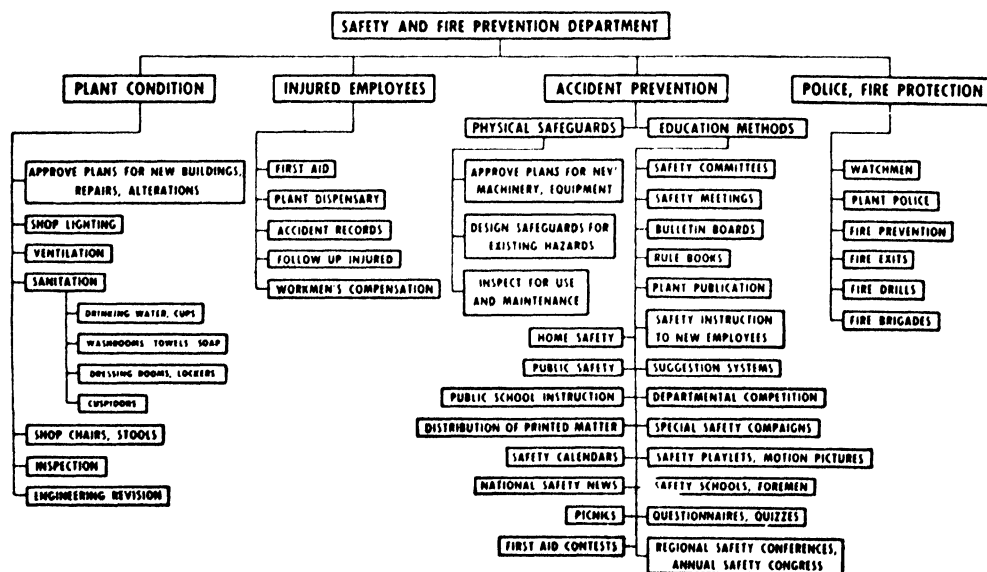 SAFETY AND FIRE PREVENTION DEPARTMENT
PLANT CONDITION
APPROVE PLANS FOR NEW BUILDINGS,
REPAIRS, ALTERATIONS
SHOP LIGHTING
VENTILATION
SANITATION
DRINKING WATER, CUPS
WASHROOMS TOWELS SOAP
DRESSING ROOMS, LOCKERS
CUSPIDORS
SHOP CHAIRS, STOOLS
INSPECTION
ENGINEERING REVISION
INJURED EMPLOYEES
FIRST AID
PLANT DISPENSARY
ACCIDENT RECORDS
FOLLOW UP INJURED
WORKMEN'S COMPENSATION
ACCIDENT PREVENTION
PHYSICAL SAFEGUARDS
APPROVE PLANS FOR NEV'
MACHINERY, EQUIPMENT
DESIGN SAFEGUARDS FOR
EXISTING HAZARDS
INSPECT FOR USE
AND MAINTENANCE
EDUCATION METHODS
SAFETY COMMITTEES
SAFETY MEETINGS
BULLETIN BOARDS
RULE BOOKS
PLANT PUBLICATION
SAFETY INSTRUCTION
TO NEW EMPLOYEES
HOME SAFETY
SUGGESTION SYSTEMS
PUBLIC SAFETY
DEPARTMENTAL COMPETITION
PUBLIC SCHOOL INSTRUCTION
SPECIAL SAFETY COMPAIGNS
DISTRIBUTION OF PRINTED MATTER
SAFETY PLAYLETS, MOTION PICTURES
SAFETY CALENDARS
SAFETY SCHOOLS, FOREMEN
NATIONAL SAFETY NEWS
QUESTIONNAIRES, QUIZZES
PICNICS
REGIONAL SAFETY CONFERENCES,
ANNUAL SAFETY CONGRESS
FIRST AID CONTESTS
POLICE, FIRE PROTECTION
WATCHMEN
PLANT POLICE
FIRE PREVENTION
FIRE EXITS
FIRE DRILLS
FIRE BRIGADES